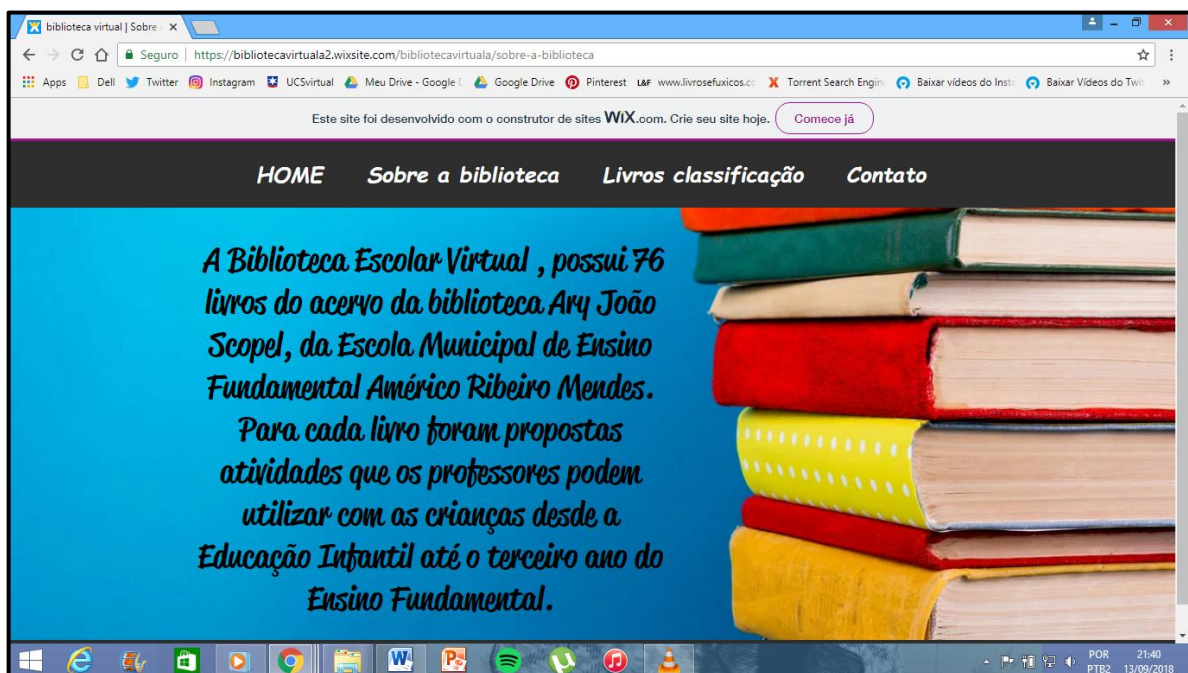 biblioteca virtual | Sobre
Seguro | https://bibliotecavirtuala2.wixsite.com/bibliotecavirtuala/sobre-a-biblioteca
Apps Dell Twitter Instagram UCSvirtual Meu Drive - Google Google Drive Pinterest L&F www.livrosefuxicos.cc Torrent Search Engin Baixar vídeos do Inst Baixar Vídeos do Twit »
Este site foi desenvolvido com o construtor de sites WiX.com. Crie seu site hoje. Comece já
HOME Sobre a biblioteca Livros classificação Contato
A Biblioteca Escolar Virtual , possui 76
livros do acervo da biblioteca Ary João
Scopel, da Escola Municipal de Ensino
Fundamental Américo Ribeiro Mendes.
Para cada livro foram propostas
atividades que os professores podem
utilizar com as crianças desde a
Educação Infantil até o terceiro ano do
Ensino Fundamental.
POR 21:40
PTB2 13/09/2018